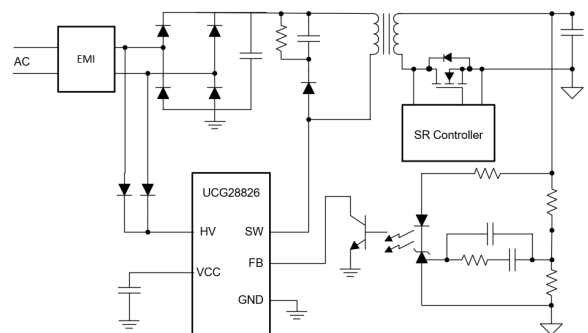 AC
EMI
SR Controller
UCG28826
HV
SW
VCC
FB
GND